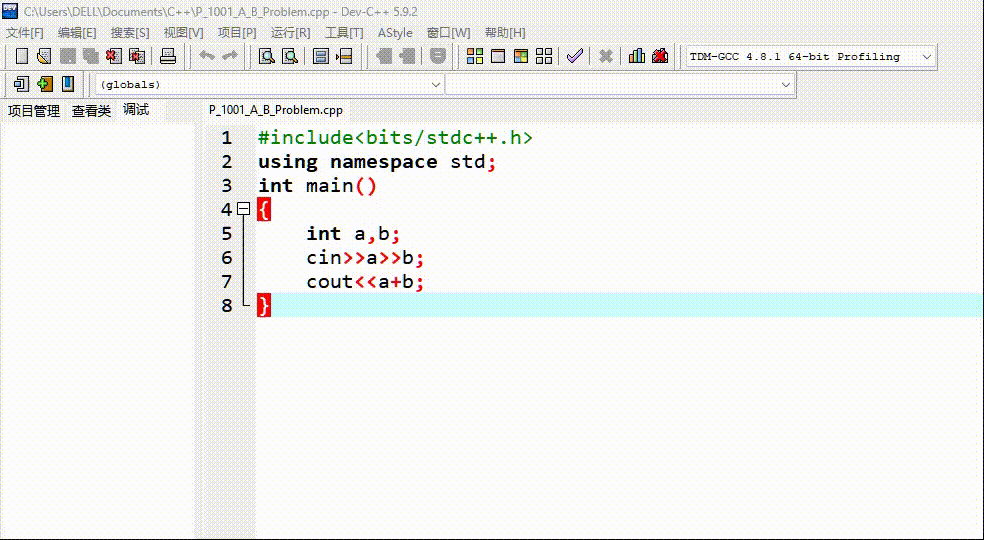 C:\Users\DELL\Documents\C++\P_1001_A_B_Problem.cpp - Dev-C++ 5.9.2
文件[F] 编辑[E] 搜索[S] 视图[V] 项目[P] 运行[R] 工具[T] AStyle 窗口[W] 帮助[H]
TDM-GCC 4.8.1 64-bit Profiling
(globals)
项目管理 查看类 调试 P_1001_A_B_Problem.cpp
1 #include<bits/stdc++.h>
2 using namespace std;
3 int main()
4 {
5 int a,b;
6 cin>>a>>b;
7 cout<<a+b;
8 }